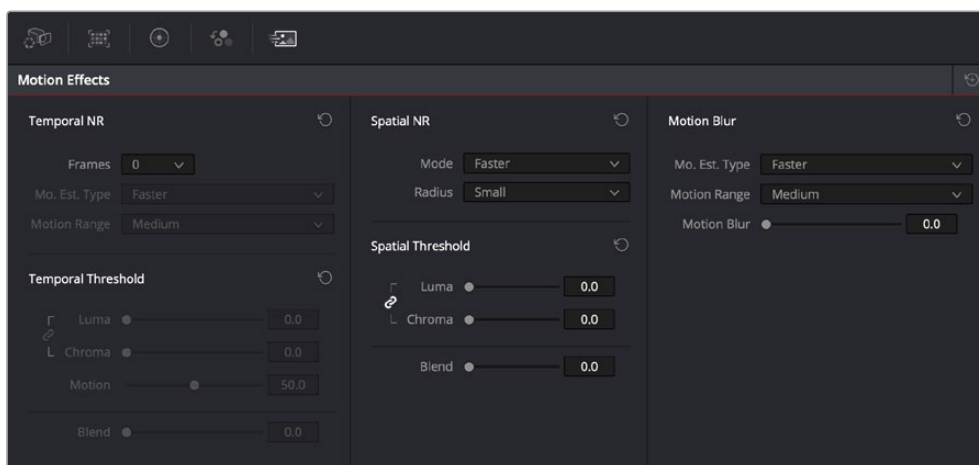 Motion Effects
Temporal NR
Frames 0
Mo. Est. Type Faster
Motion Range Medium
Temporal Threshold
Luma 0.0
Chroma 0.0
Motion 50.0
Blend 0.0
Spatial NR
Mode Faster
Radius Small
Spatial Threshold
Luma 0.0
Chroma 0.0
Blend 0.0
Motion Blur
Mo. Est. Type Faster
Motion Range Medium
Motion Blur 0.0